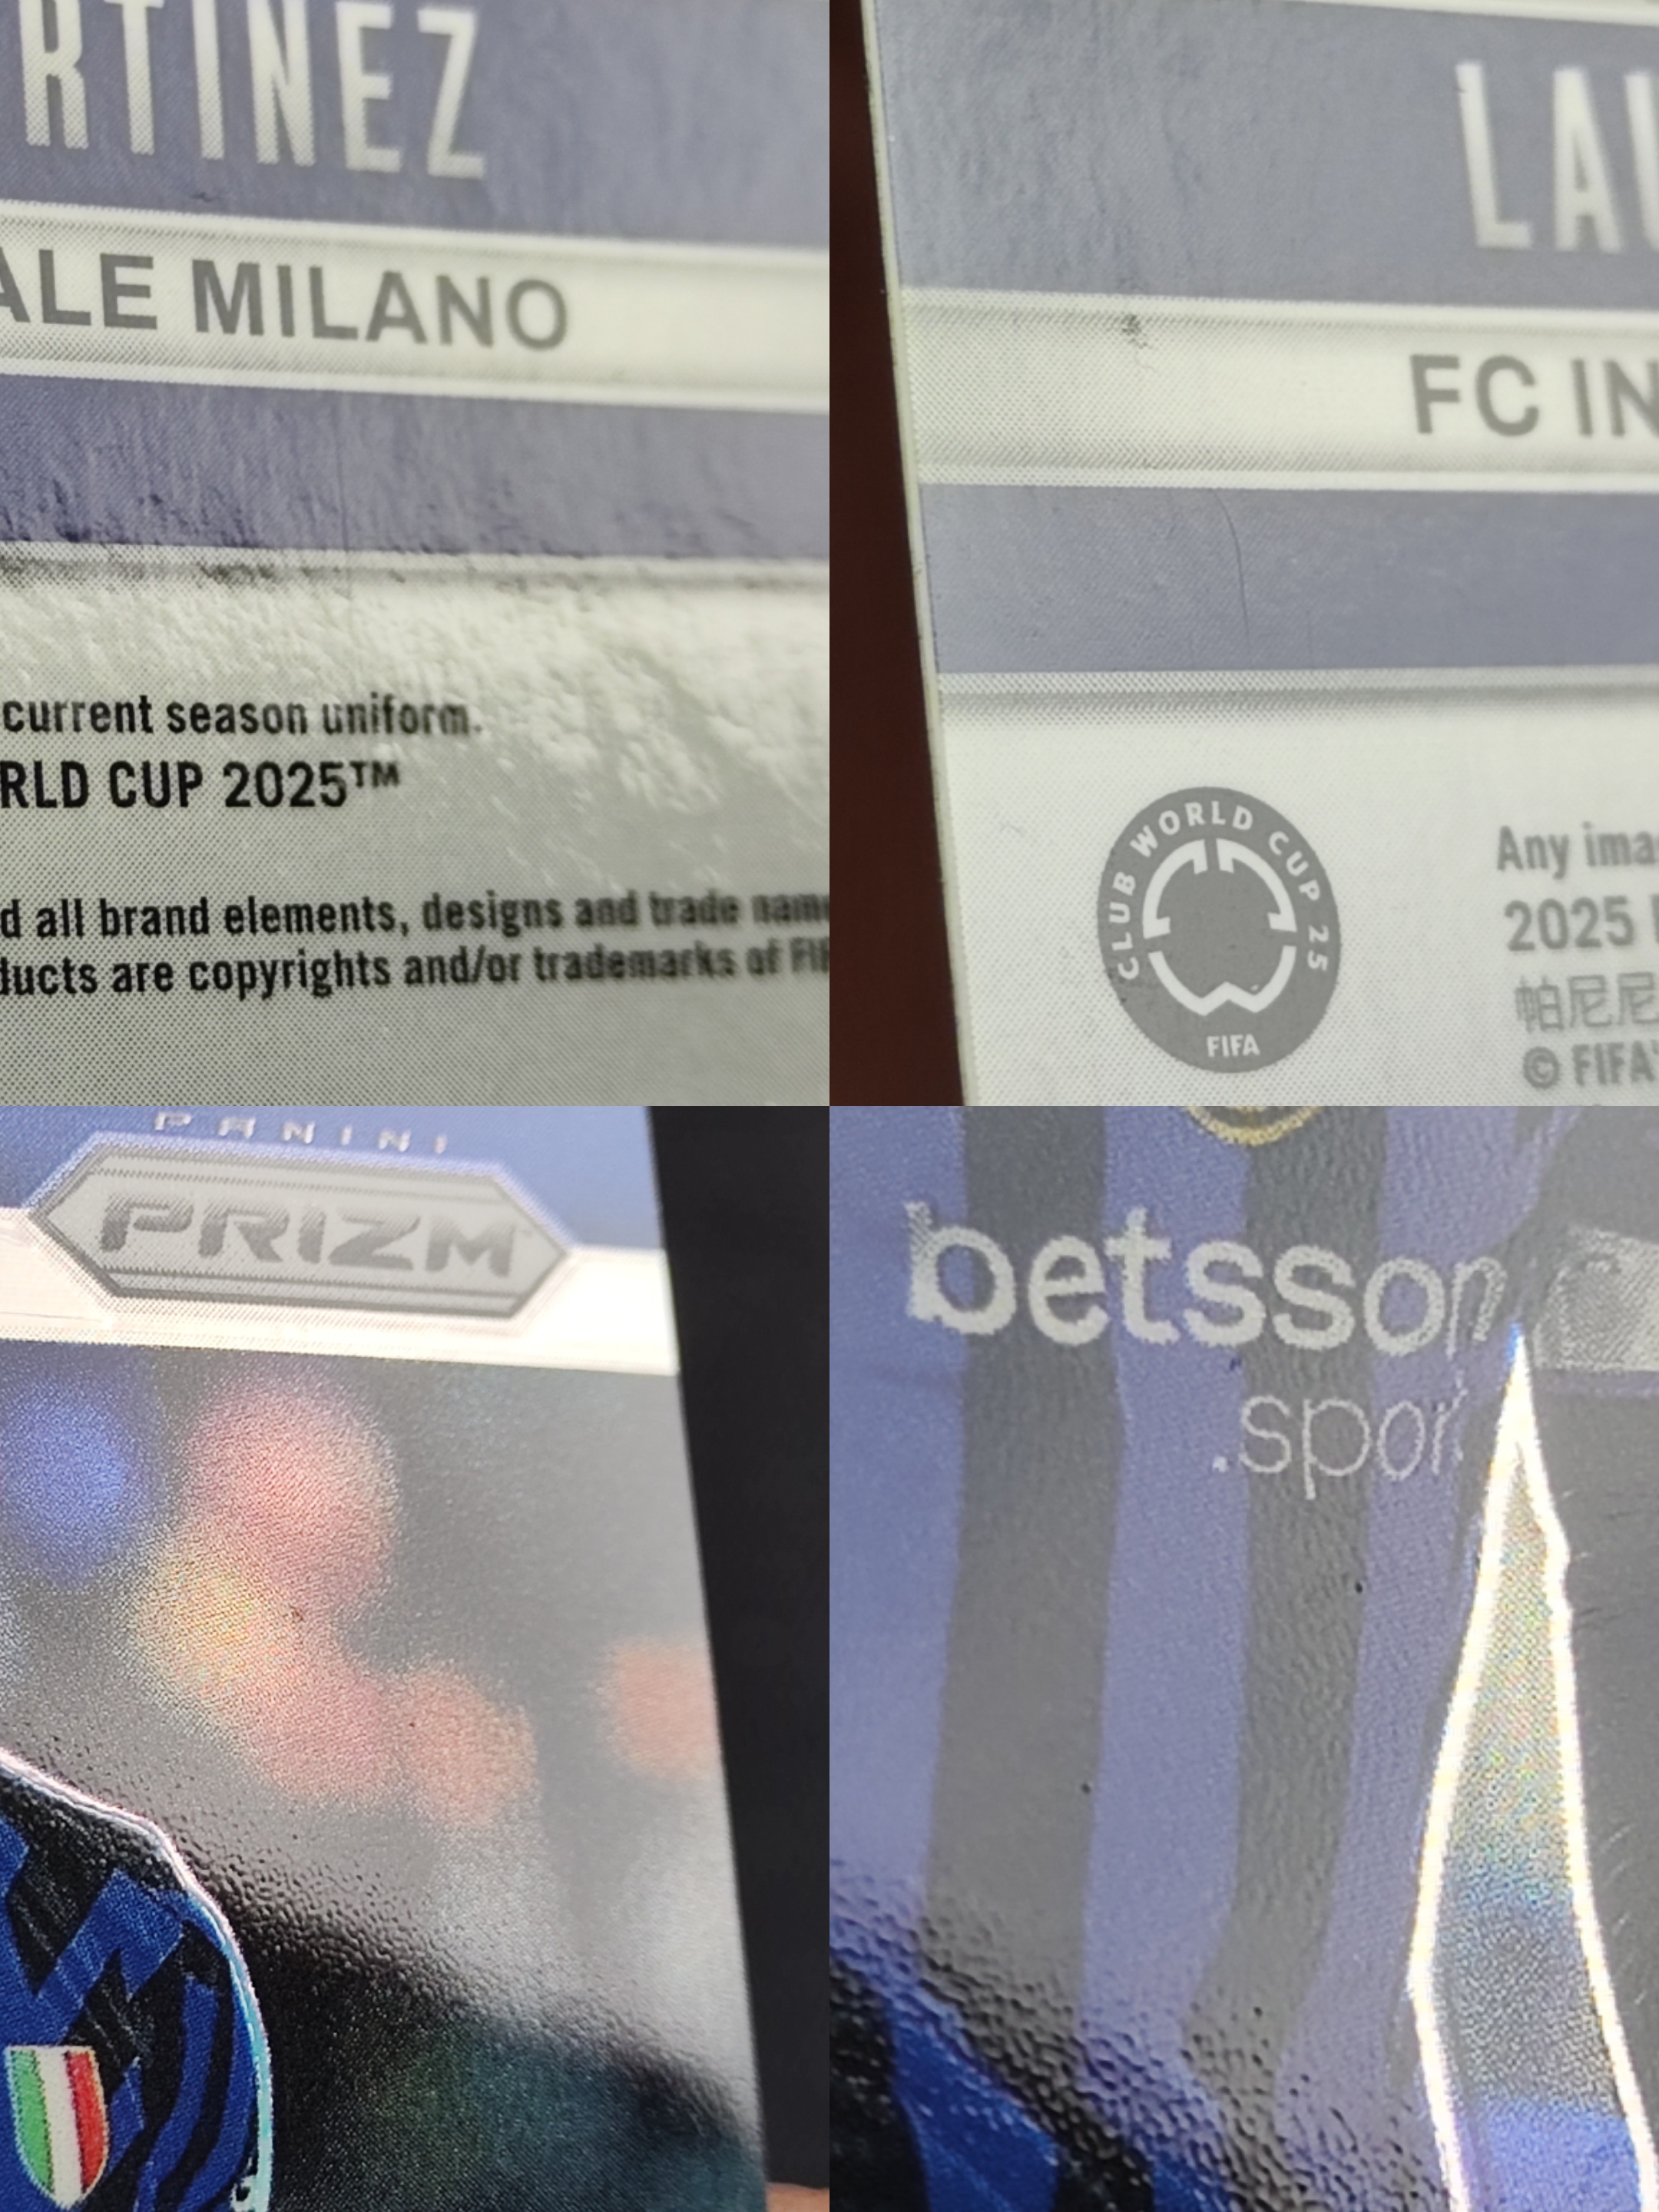 RTINEZ
ALE MILANO
current season uniform.
RLD CUP 2025™
d all brand elements, designs and trade nam
ducts are copyrights and/or trademarks of FI
LAU
FC IN
CLUB WORLD CUP 25
FIFA
Any ima
2025
帕尼尼
© FIFA
PANINI
PRIZM
betsson
.sport